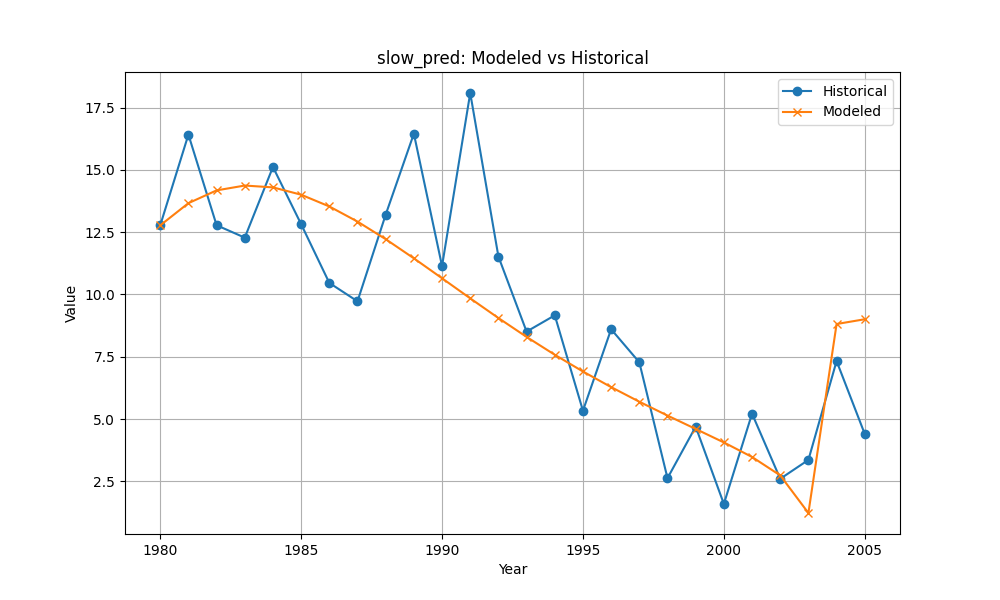 slow_pred: Modeled vs Historical
Historical
Modeled
17.5
15.0
12.5
10.0
7.5
5.0
2.5
Value
1980
1985
1990
1995
2000
2005
Year